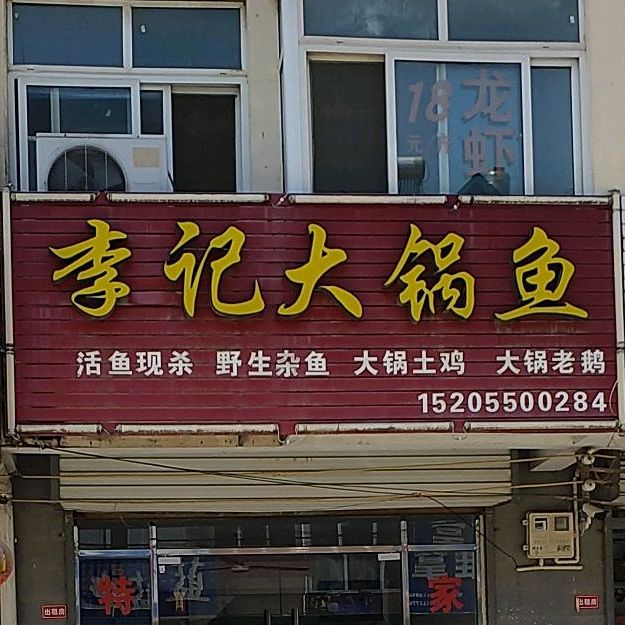 18 龙虾
元
李记大锅鱼
活鱼现杀 野生杂鱼 大锅土鸡 大锅老鹅
15205500284
特
家
出租房
出租房